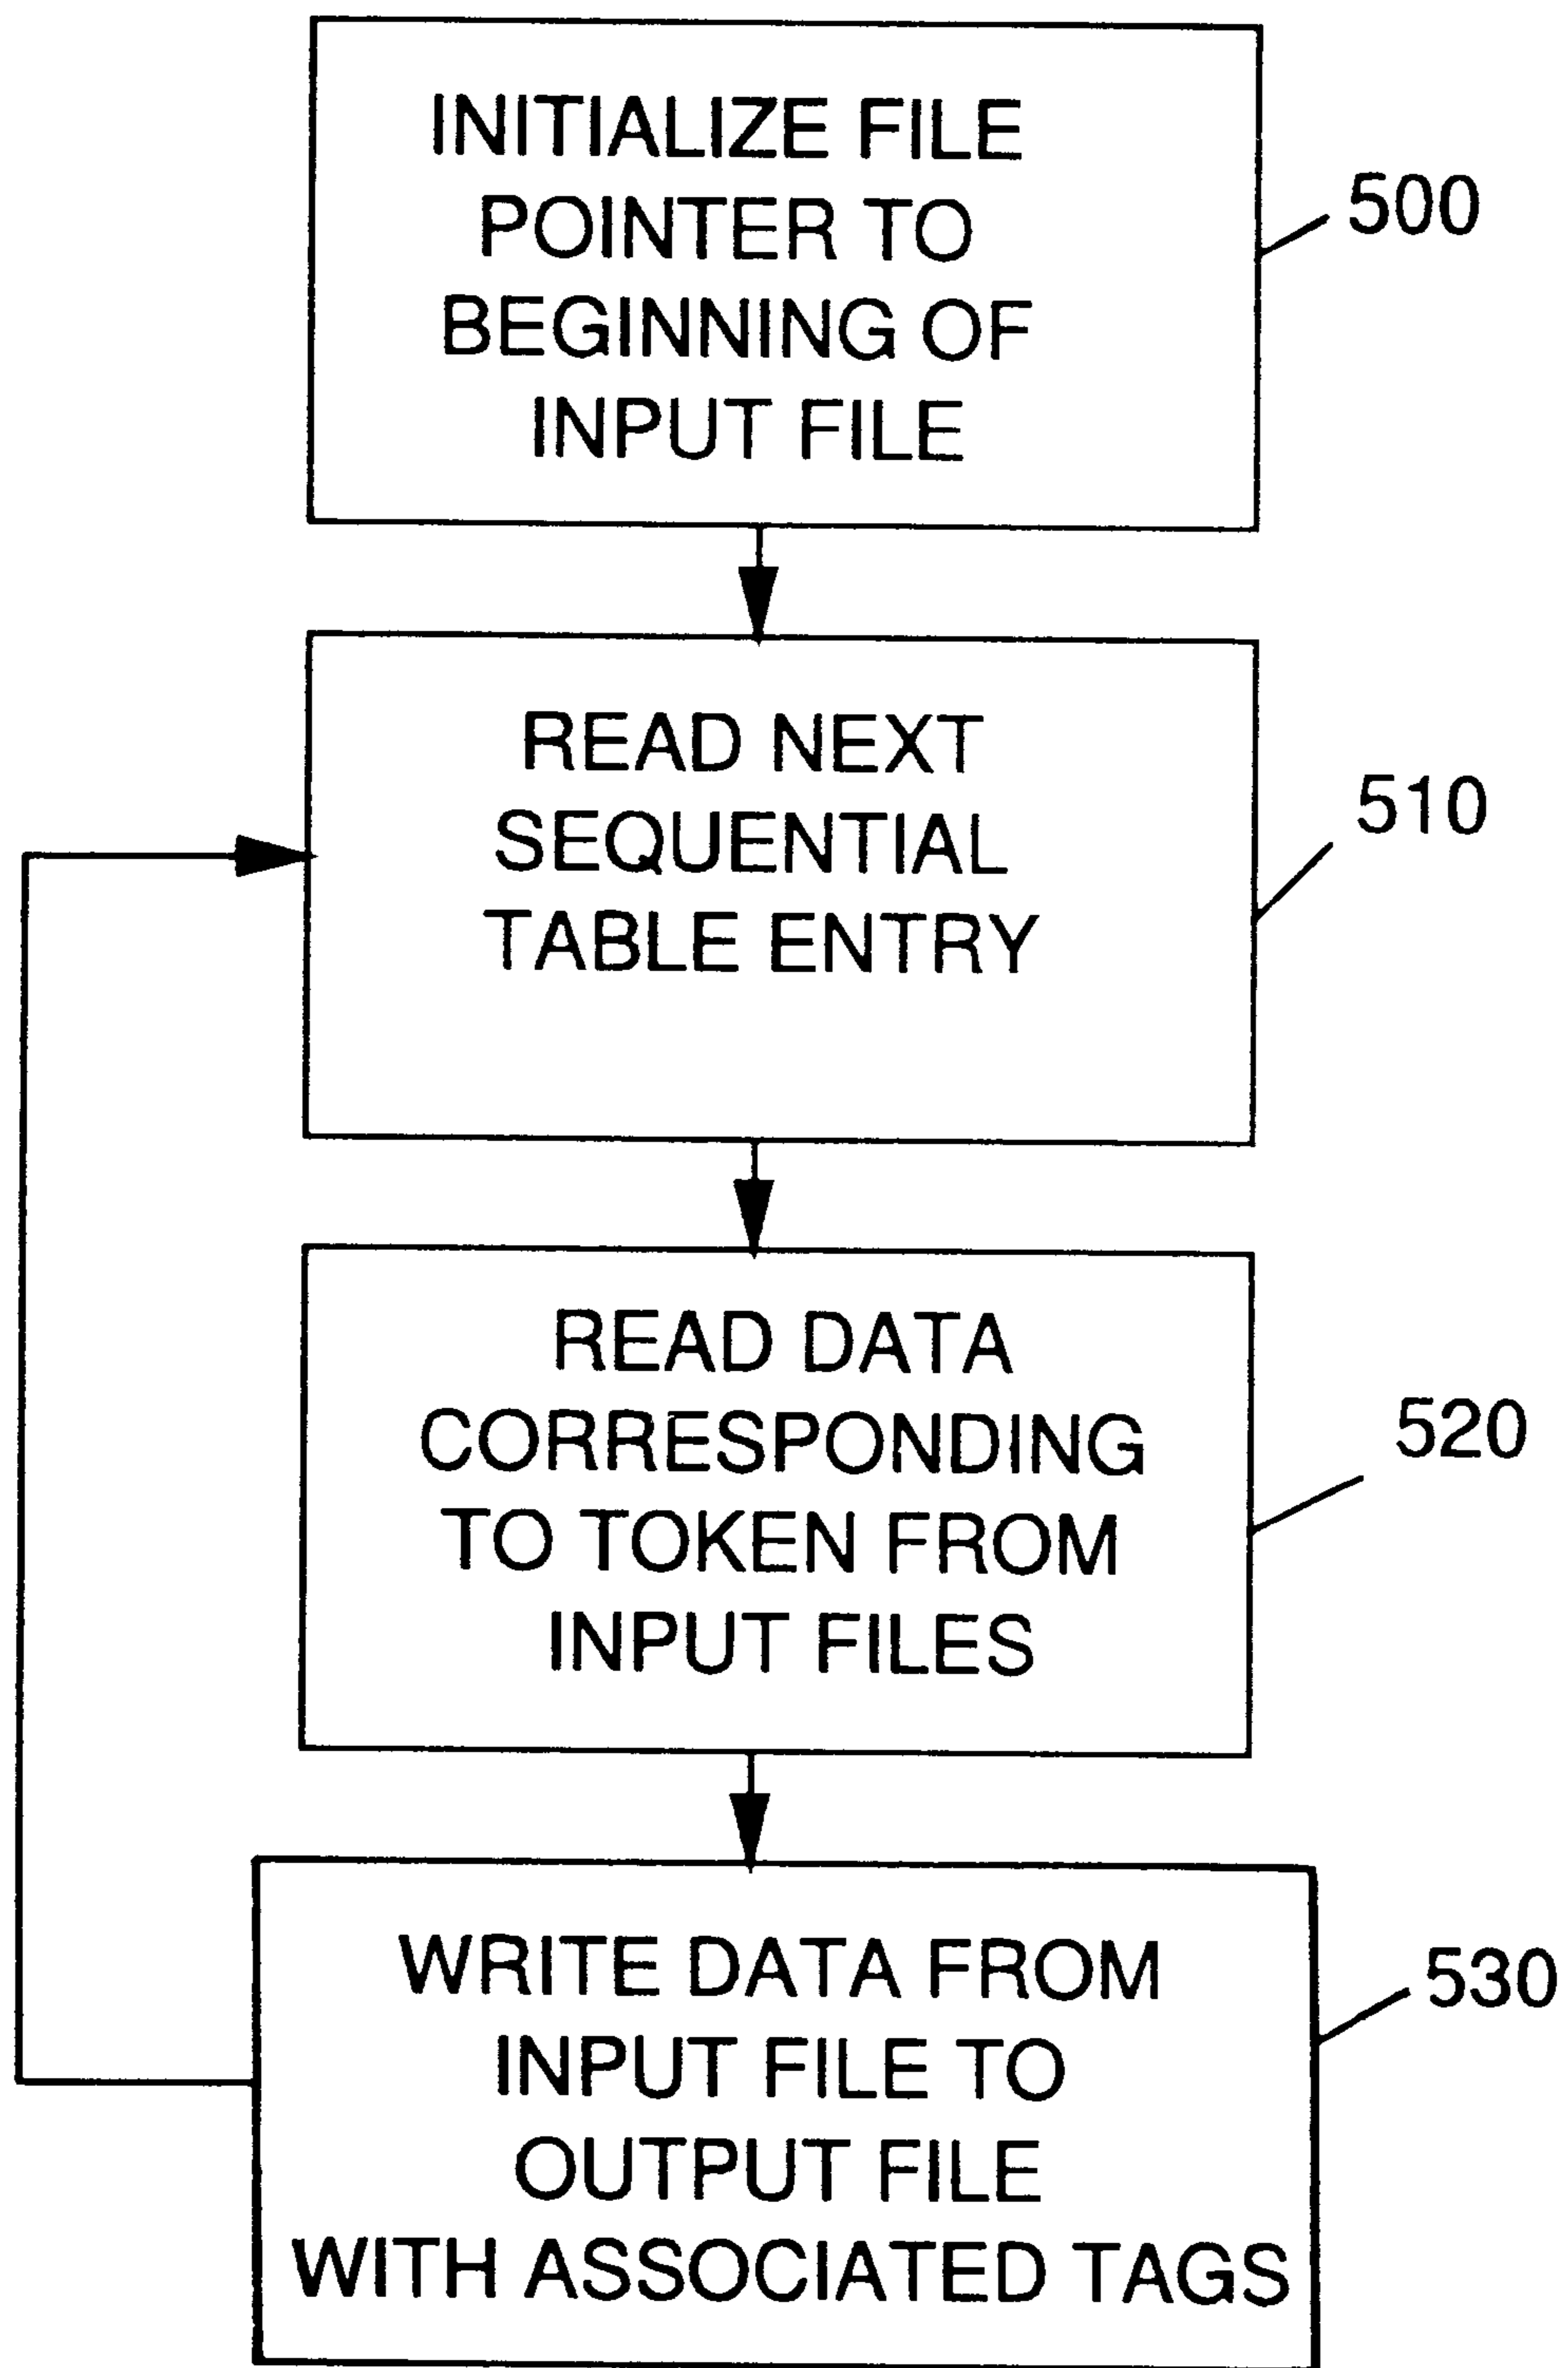 INITIALIZE FILE
POINTER TO
BEGINNING OF
INPUT FILE
500
READ NEXT
SEQUENTIAL
TABLE ENTRY
510
READ DATA
CORRESPONDING
TO TOKEN FROM
INPUT FILES
520
WRITE DATA FROM
INPUT FILE TO
OUTPUT FILE
WITH ASSOCIATED TAGS
530